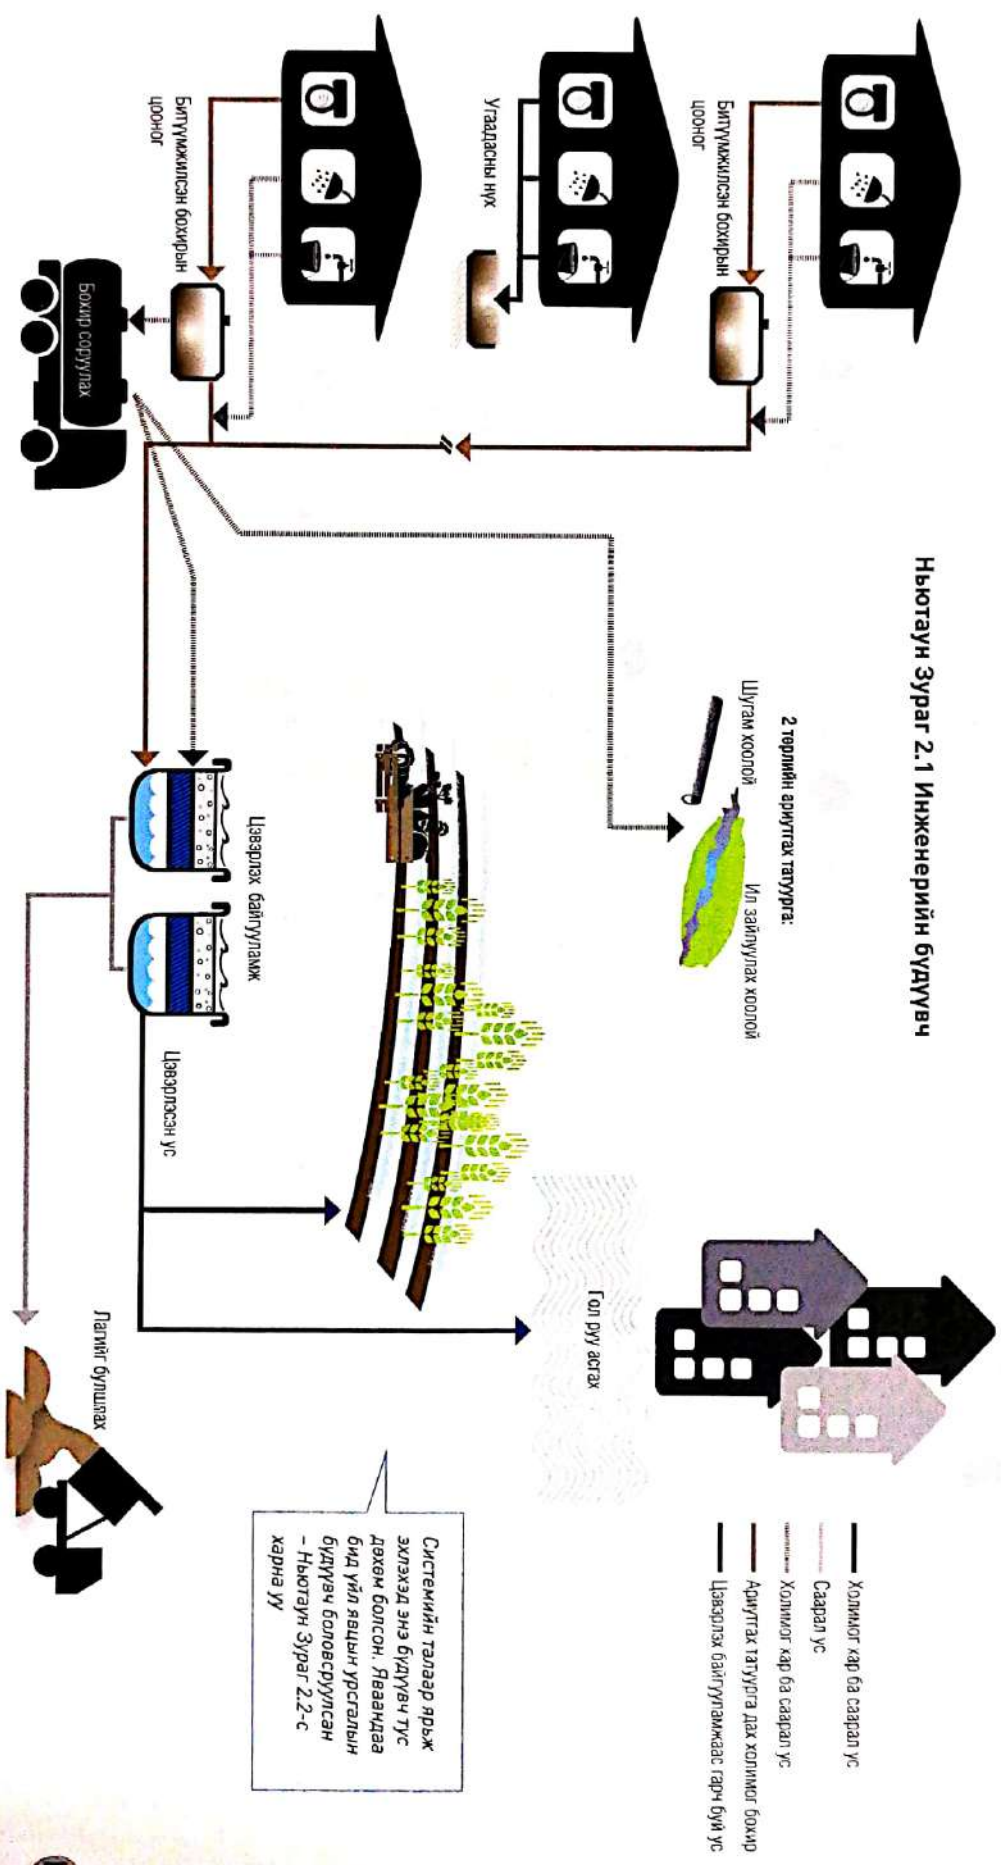 Ньютаун Зураг 2.1 Инженерийн будүүвч
Битүүмжилсэн бохирын
цооног
Угаадасны нүх
Битүүмжилсэн бохирын
цооног
Бохир соруулах
2 төрлийн ариутгах татуурга:
Шугам хоолой
Ил зайлуулах хоолой
Цэвэрлэх байгууламж
Цэвэрлэсэн ус
Гол руу асгах
Лагийг булшлах
Холимог хар ба саарал ус
Саарал ус
Холимог хар ба саарал ус
Ариутгах татуурга дах холимог бохир
Цэвэрлэх байгууламжаас гарч буй ус
Системийн талаар ярьж
эхлэхэд энэ будүүвч тус
дөхөм болсон. Яваандаа
бид үйл явцын урсгалын
будүүвч боловсруулсан
– Ньютаун Зураг 2.2-с
харна уу